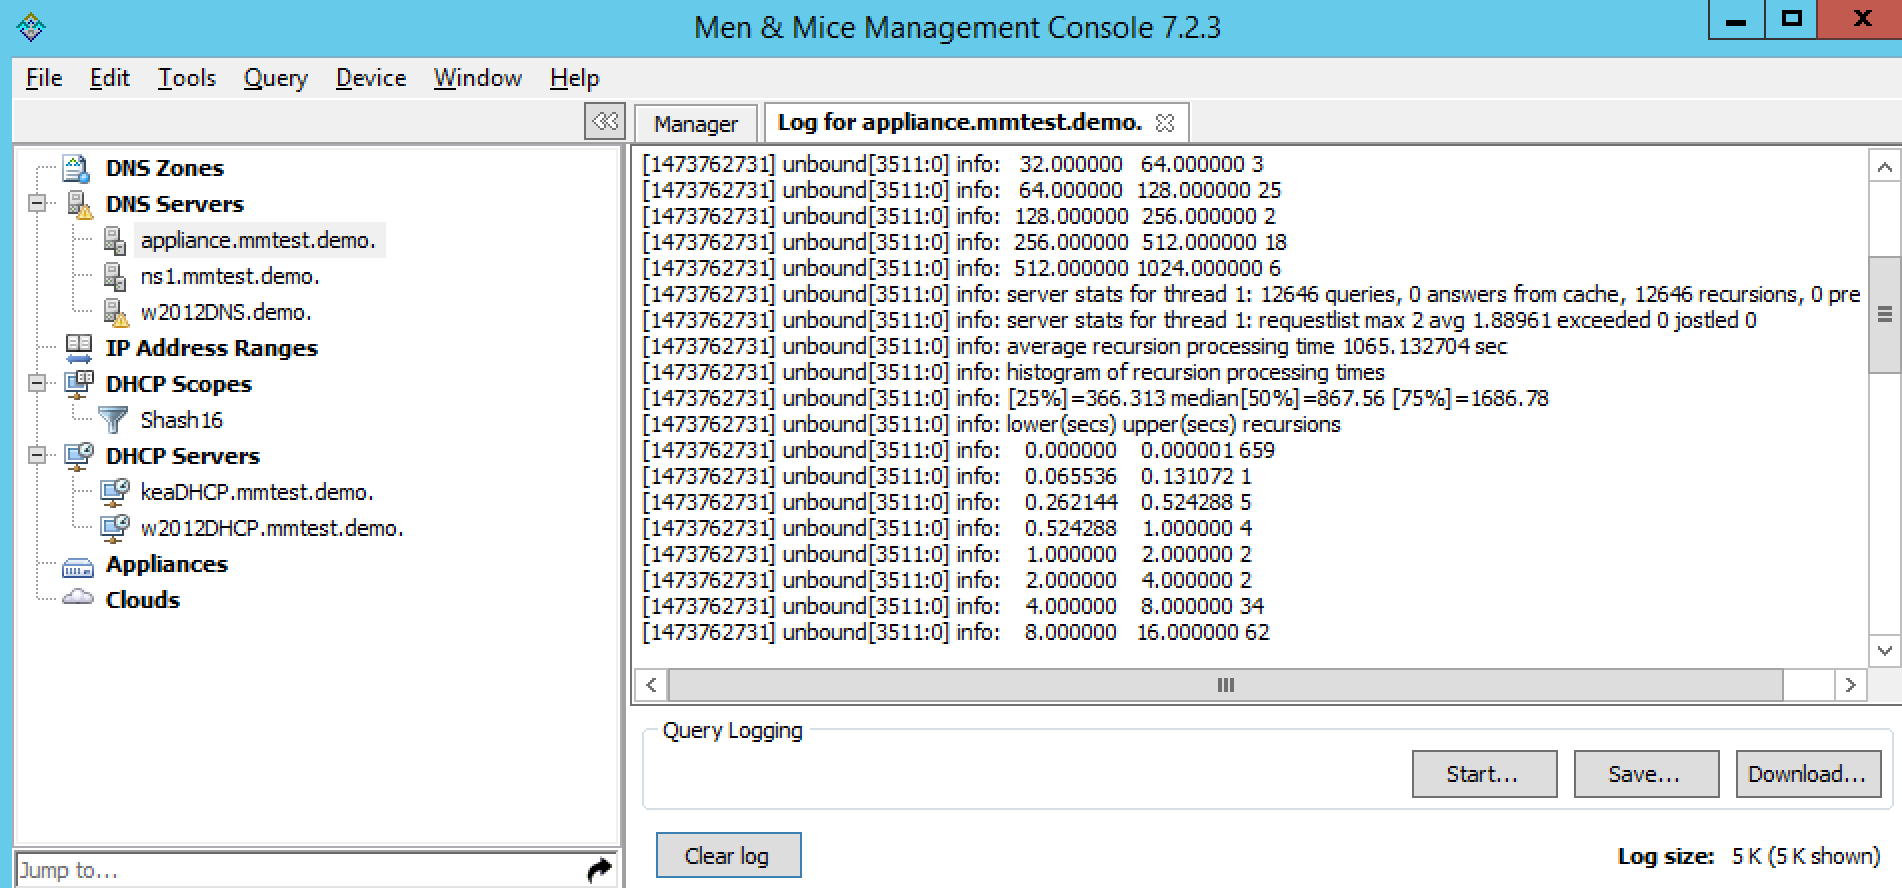 Men & Mice Management Console 7.2.3
File Edit Tools Query Device Window Help
Manager
Log for appliance.mmtest.demo.
DNS Zones
DNS Servers
appliance.mmtest.demo.
ns1.mmtest.demo.
w2012DNS.demo.
IP Address Ranges
DHCP Scopes
Shash16
DHCP Servers
keaDHCP.mmtest.demo.
w2012DHCP.mmtest.demo.
Appliances
Clouds
Jump to...
[1473762731] unbound[3511:0] info: 32.000000 64.000000 3
[1473762731] unbound[3511:0] info: 64.000000 128.000000 25
[1473762731] unbound[3511:0] info: 128.000000 256.000000 2
[1473762731] unbound[3511:0] info: 256.000000 512.000000 18
[1473762731] unbound[3511:0] info: 512.000000 1024.000000 6
[1473762731] unbound[3511:0] info: server stats for thread 1: 12646 queries, 0 answers from cache, 12646 recursions, 0 pre
[1473762731] unbound[3511:0] info: server stats for thread 1: requestlist max 2 avg 1.88961 exceeded 0 jostled 0
[1473762731] unbound[3511:0] info: average recursion processing time 1065.132704 sec
[1473762731] unbound[3511:0] info: histogram of recursion processing times
[1473762731] unbound[3511:0] info: [25%]=366.313 median[50%]=867.56 [75%]=1686.78
[1473762731] unbound[3511:0] info: lower(secs) upper(secs) recursions
[1473762731] unbound[3511:0] info: 0.000000 0.000001 659
[1473762731] unbound[3511:0] info: 0.065536 0.131072 1
[1473762731] unbound[3511:0] info: 0.262144 0.524288 5
[1473762731] unbound[3511:0] info: 0.524288 1.000000 4
[1473762731] unbound[3511:0] info: 1.000000 2.000000 2
[1473762731] unbound[3511:0] info: 2.000000 4.000000 2
[1473762731] unbound[3511:0] info: 4.000000 8.000000 34
[1473762731] unbound[3511:0] info: 8.000000 16.000000 62
Query Logging
Start...
Save...
Download...
Clear log
Log size: 5 K (5 K shown)